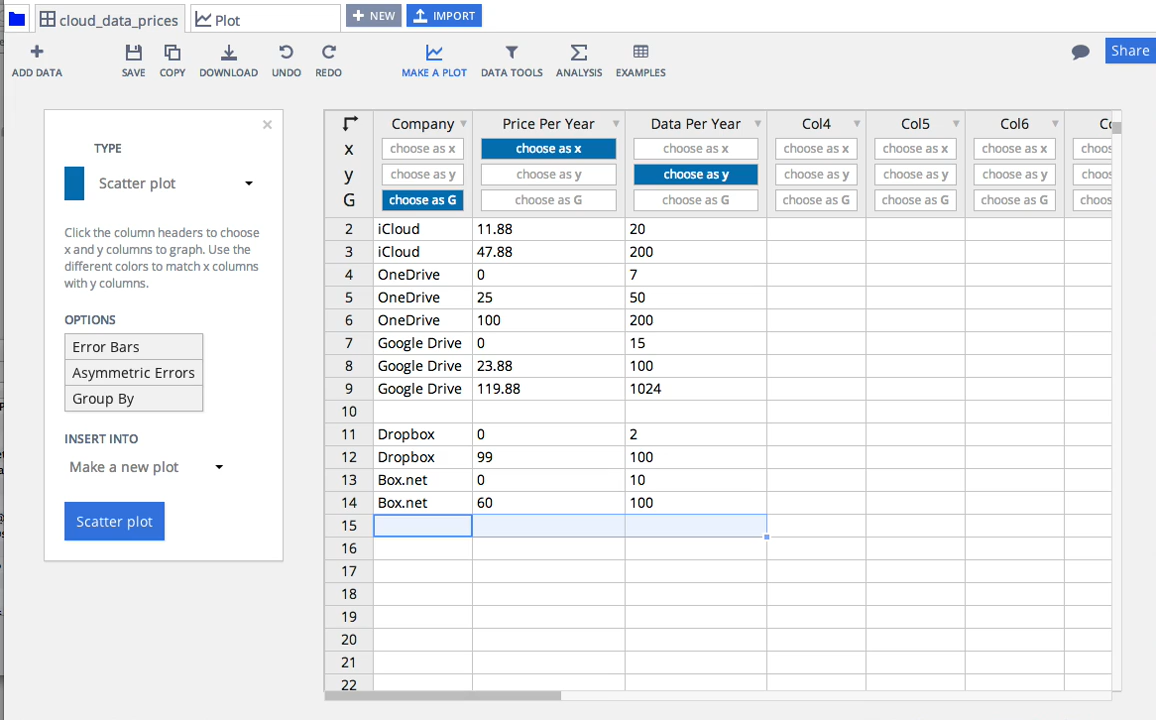 cloud_data_prices Plot NEW IMPORT
ADD DATA SAVE COPY DOWNLOAD UNDO REDO MAKE A PLOT DATA TOOLS ANALYSIS EXAMPLES Share
TYPE
Scatter plot
Click the column headers to choose
x and y columns to graph. Use the
different colors to match x columns
with y columns.
OPTIONS
Error Bars
Asymmetric Errors
Group By
INSERT INTO
Make a new plot
Scatter plot
Company Price Per Year Data Per Year Col4 Col5 Col6 Co
x choose as x choose as x choose as x choose as x choose as x choose as x choos
y choose as y choose as y choose as y choose as y choose as y choose as y choos
G choose as G choose as G choose as G choose as G choose as G choose as G choos
2 iCloud 11.88 20
3 iCloud 47.88 200
4 OneDrive 0 7
5 OneDrive 25 50
6 OneDrive 100 200
7 Google Drive 0 15
8 Google Drive 23.88 100
9 Google Drive 119.88 1024
10
11 Dropbox 0 2
12 Dropbox 99 100
13 Box.net 0 10
14 Box.net 60 100
15
16
17
18
19
20
21
22